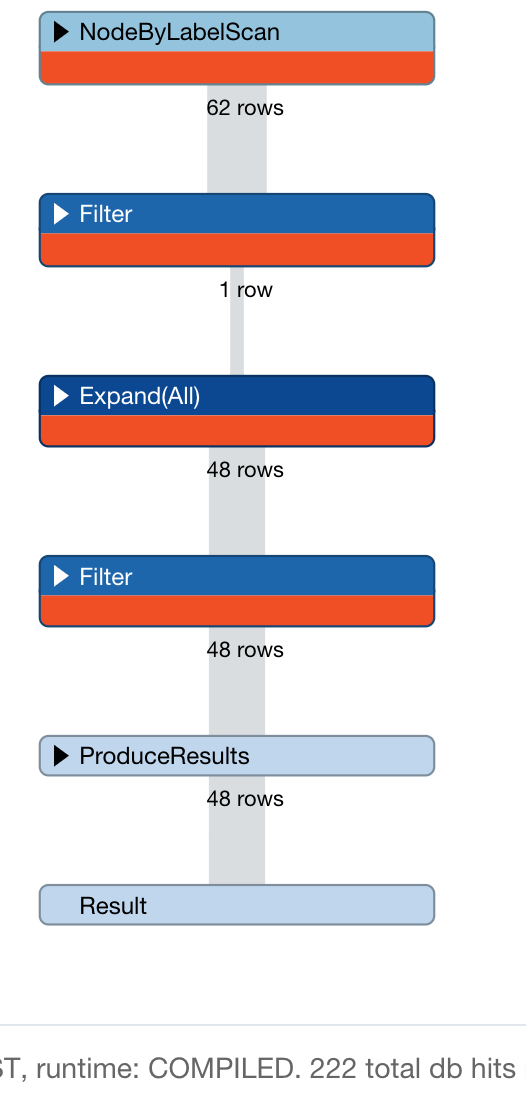 NodeByLabelScan
62 rows
Filter
1 row
Expand(All)
48 rows
Filter
48 rows
ProduceResults
48 rows
Result
runtime: COMPILED. 222 total db hits